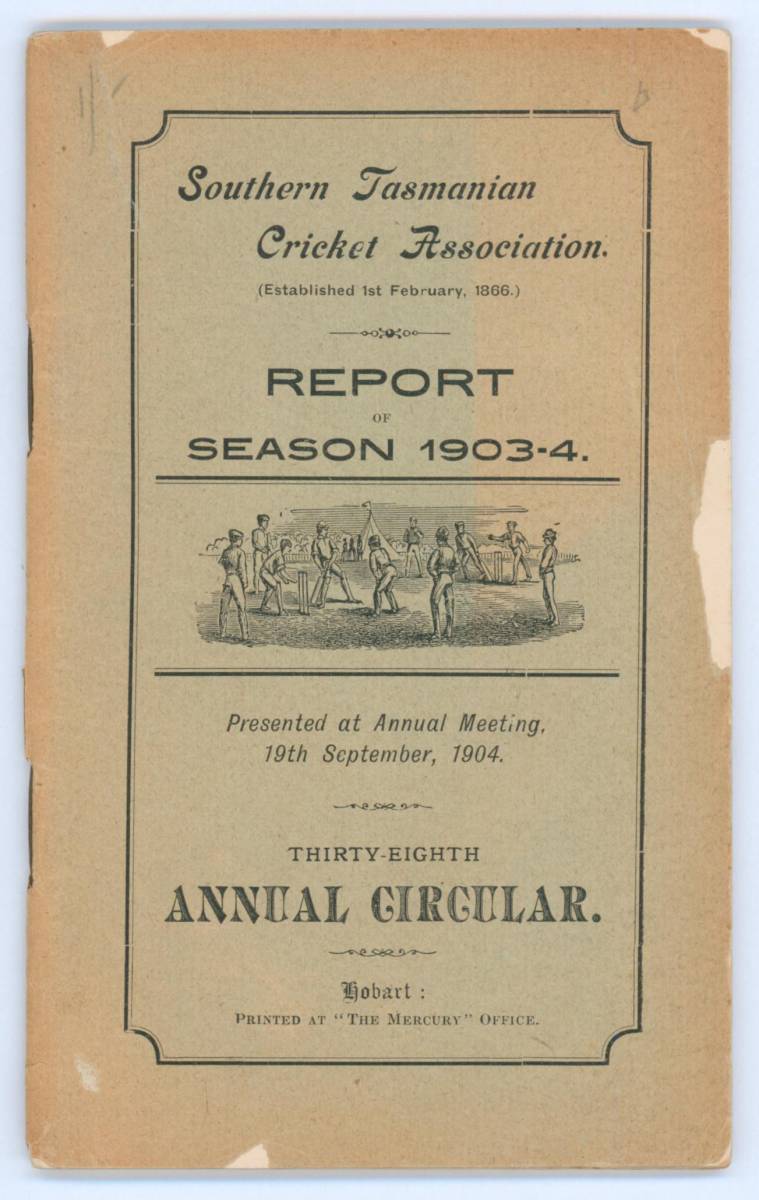 Southern Tasmanian
Cricket Association.
(Established 1st February, 1866.)
REPORT
OF
SEASON 1903-4.
Presented at Annual Meeting,
19th September, 1904.
THIRTY-EIGHTH
ANNUAL CIRCULAR.
Hobart :
PRINTED AT "THE MERCURY" OFFICE.